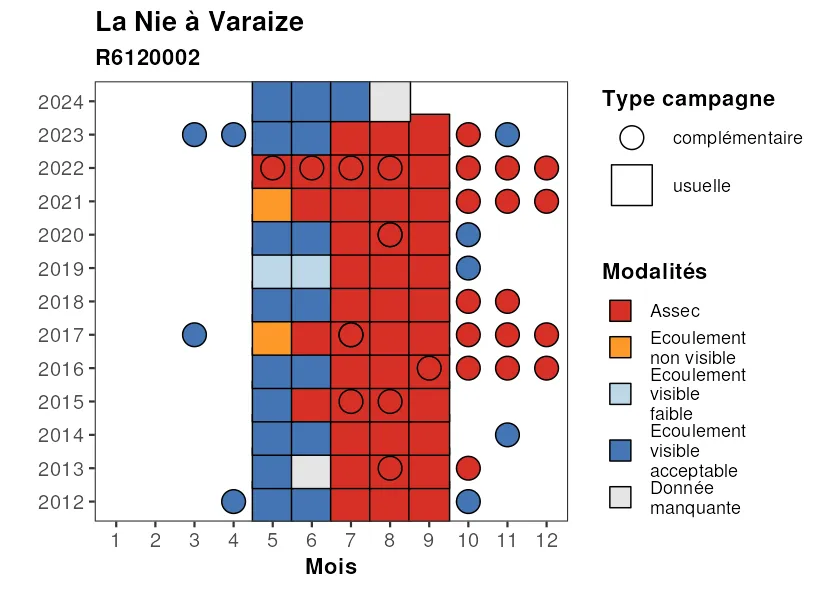 La Nie à Varaize
R6120002
2024
2023
2022
2021
2020
2019
2018
2017
2016
2015
2014
2013
2012
1 2 3 4 5 6 7 8 9 10 11 12
Mois
Type campagne
complémentaire
usuelle
Modalités
Assec
Ecoulement
non visible
Ecoulement
visible
faible
Ecoulement
visible
acceptable
Donnée
manquante